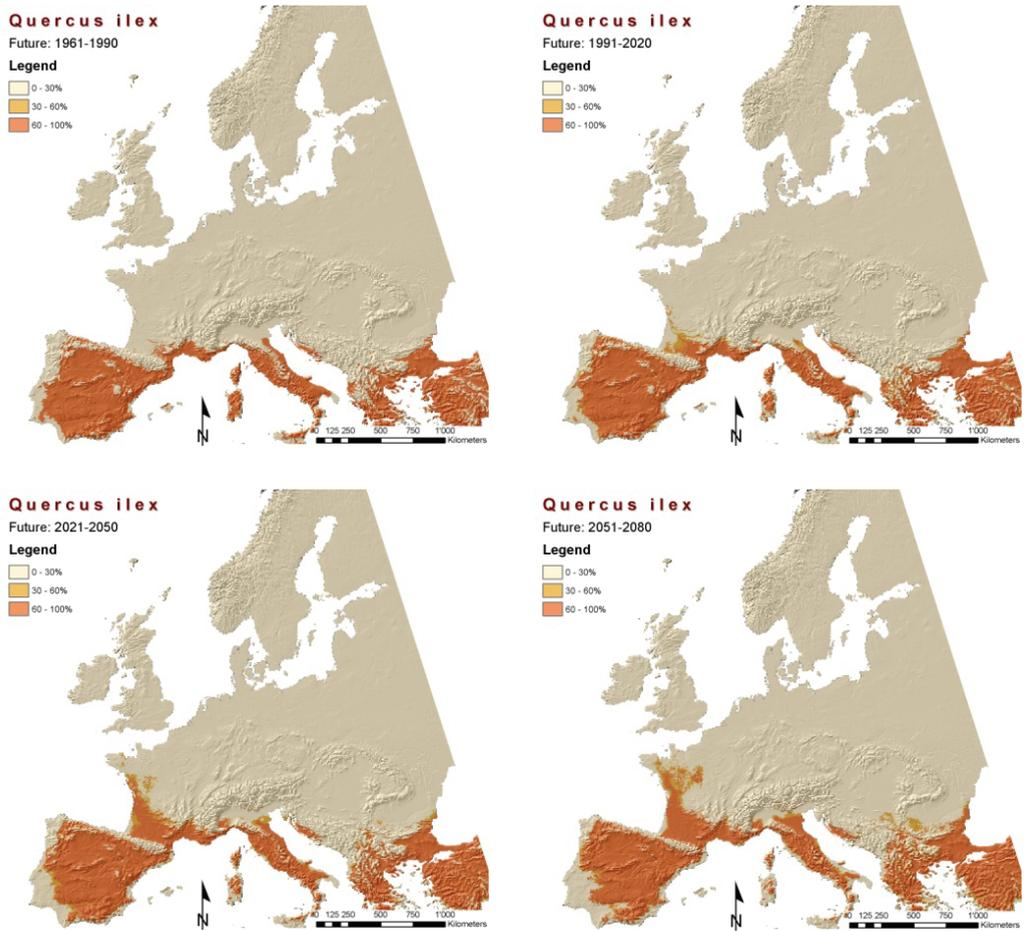 Quercus ilex
Future: 1961-1990
Legend
0 - 30%
30 - 60%
60 - 100%
N
0 125 250 500 750 1'000
Kilometers
Quercus ilex
Future: 1991-2020
Legend
0 - 30%
30 - 60%
60 - 100%
N
0 125 250 500 750 1'000
Kilometers
Quercus ilex
Future: 2021-2050
Legend
0 - 30%
30 - 60%
60 - 100%
N
0 125 250 500 750 1'000
Kilometers
Quercus ilex
Future: 2051-2080
Legend
0 - 30%
30 - 60%
60 - 100%
N
0 125 250 500 750 1'000
Kilometers